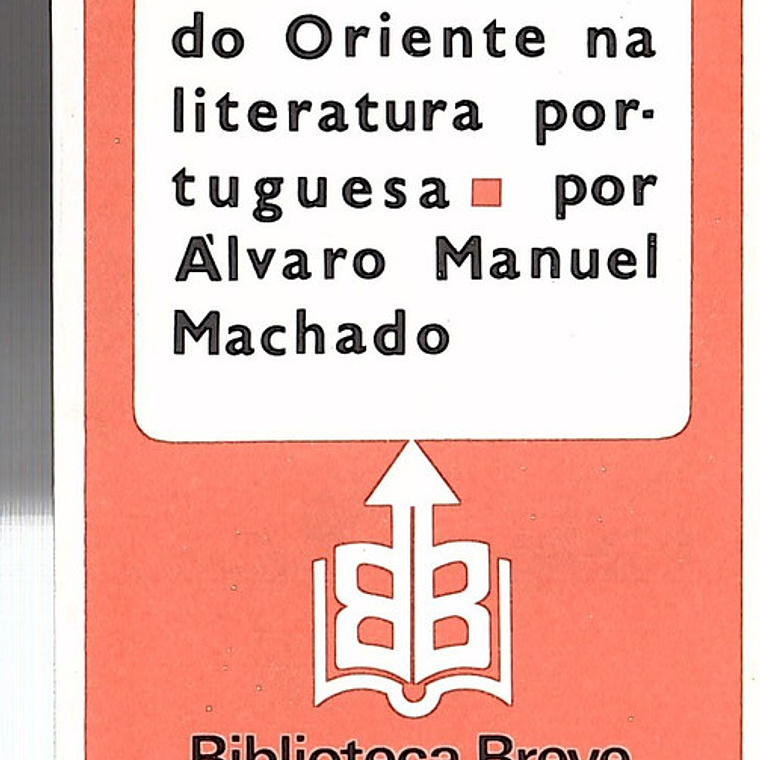 do Oriente na
literatura por-
tuguesa ■ por
Álvaro Manuel
Machado
Biblioteca Breve